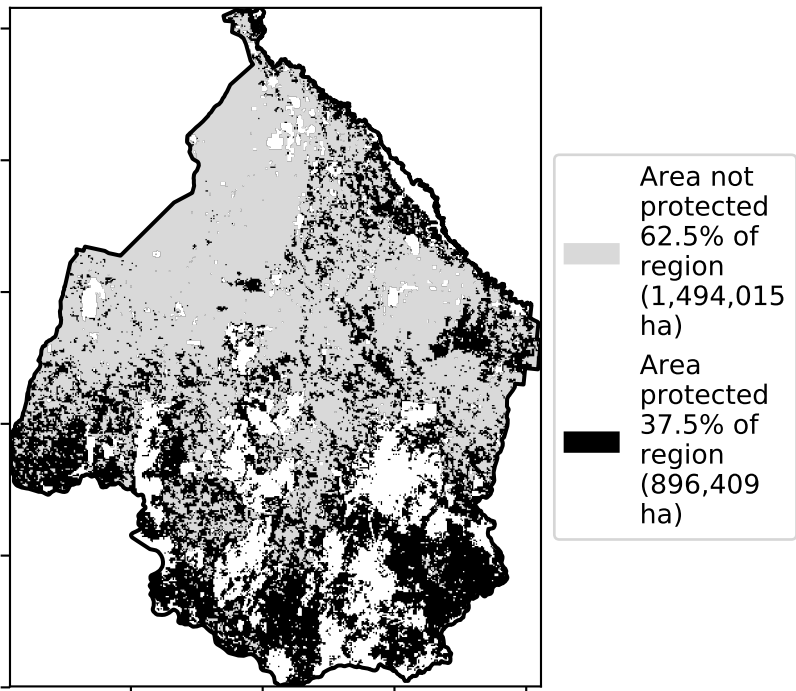 Area not
protected
62.5% of
region
(1,494,015
ha)
Area
protected
37.5% of
region
(896,409
ha)